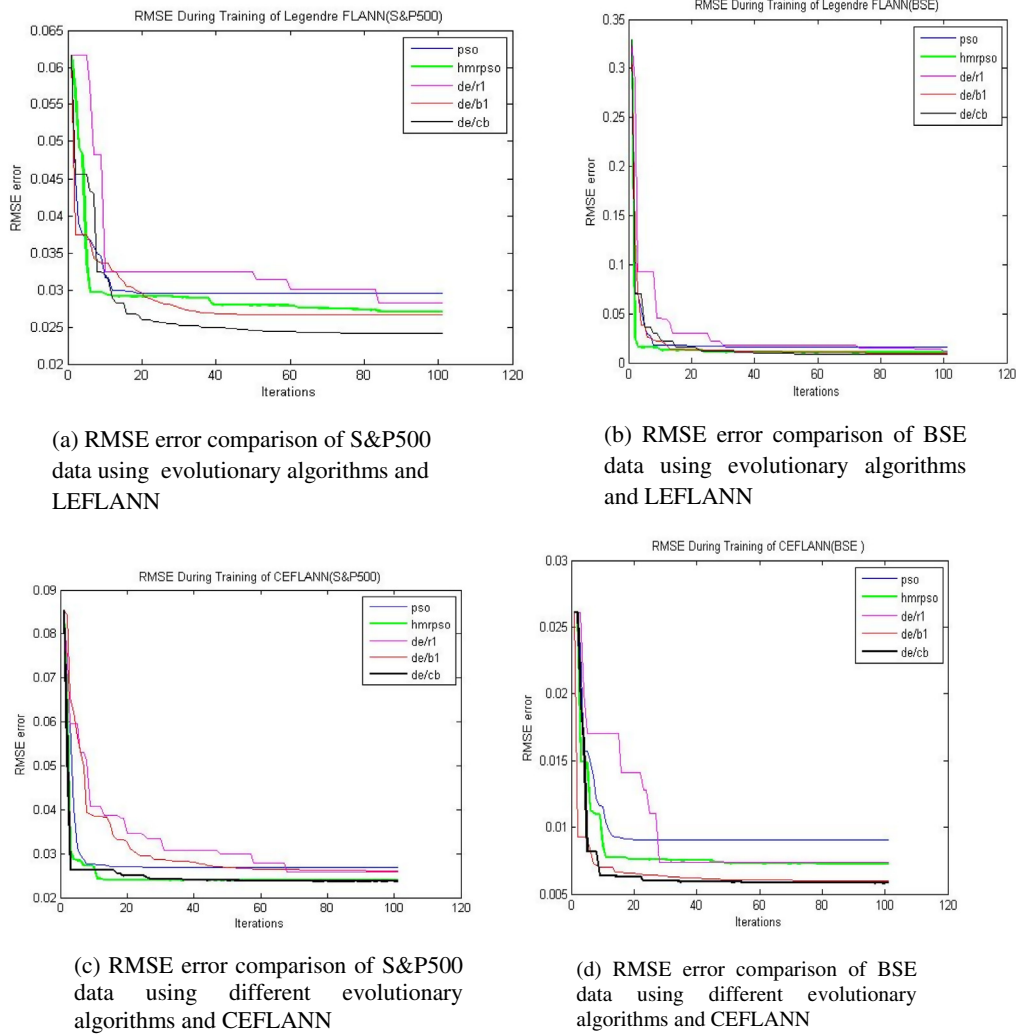 RMSE During Training of Legendre FLANN(S&P500)
0.065
0.06
0.055
0.05
0.045
0.04
0.035
0.03
0.025
0.02
RMSE error
pso
hmrpso
de/r1
de/b1
de/cb
0 20 40 60 80 100 120
Iterations
(a) RMSE error comparison of S&P500
data using evolutionary algorithms and
LEFLANN
RMSE During Training of Legendre FLANN(BSE)
0.35
0.3
0.25
0.2
0.15
0.1
0.05
0
RMSE error
pso
hmrpso
de/r1
de/b1
de/cb
0 20 40 60 80 100 120
Iterations
(b) RMSE error comparison of BSE
data using evolutionary algorithms
and LEFLANN
RMSE During Training of CEFLANN(S&P500)
0.09
0.08
0.07
0.06
0.05
0.04
0.03
0.02
RMSE error
pso
hmrpso
de/r1
de/b1
de/cb
0 20 40 60 80 100 120
Iterations
(c) RMSE error comparison of S&P500
data using different evolutionary
algorithms and CEFLANN
RMSE During Training of CEFLANN(BSE )
0.03
0.025
0.02
0.015
0.01
0.005
RMSE error
pso
hmrpso
de/r1
de/b1
de/cb
0 20 40 60 80 100 120
Iterations
(d) RMSE error comparison of BSE
data using different evolutionary
algorithms and CEFLANN